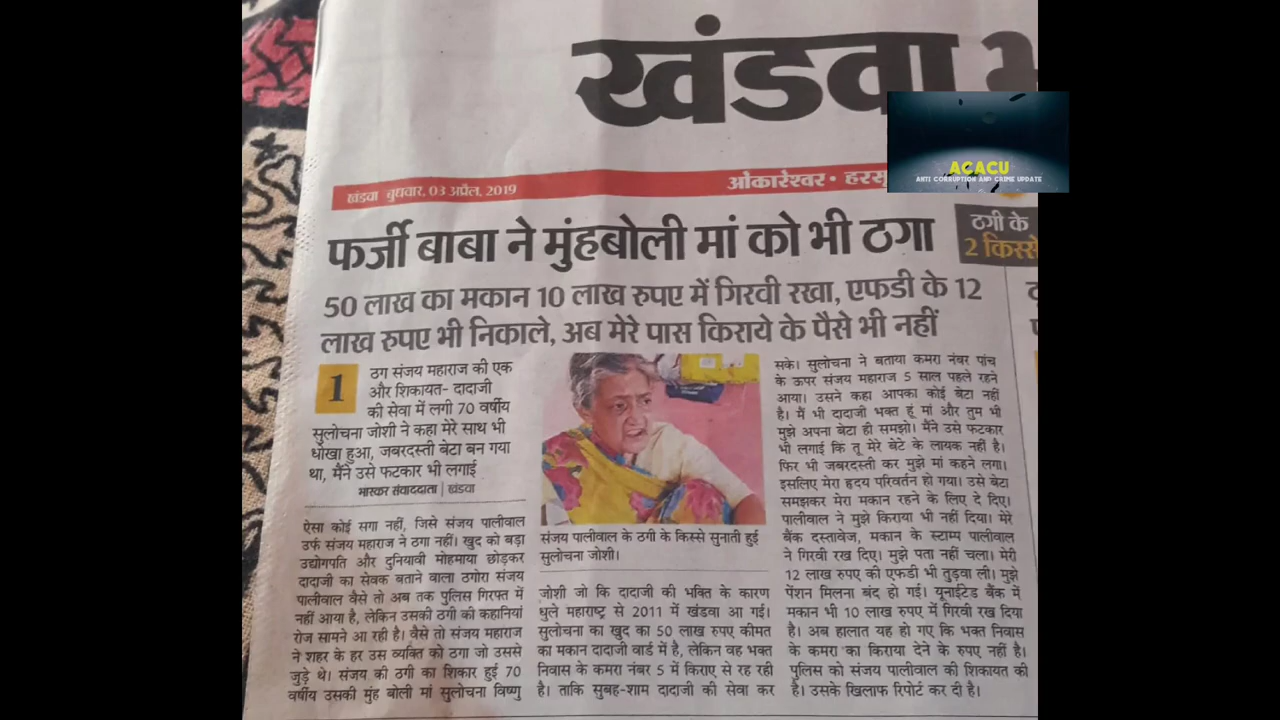 खंडवा
ACACU
ANTI CORRUPTION AND CRIME UPDATE
खंडवा बुधवार, 03 अप्रैल, 2019
ओंकारेश्वर • हरसू
फर्जी बाबा ने मुंहबोली मां को भी ठगा
ठगी के
2 किस्से
50 लाख का मकान 10 लाख रुपए में गिरवी रखा, एफडी के 12
लाख रुपए भी निकाले, अब मेरे पास किराये के पैसे भी नहीं
1
ठग संजय महाराज की एक
और शिकायत- दादाजी
की सेवा में लगी 70 वर्षीय
सुलोचना जोशी ने कहा मेरे साथ भी
धोखा हुआ, जबरदस्ती बेटा बन गया
था, मैंने उसे फटकार भी लगाई
भास्कर संवाददाता | खंडवा
ऐसा कोई सगा नहीं, जिसे संजय पालीवाल
उर्फ संजय महाराज ने ठगा नहीं। खुद को बड़ा
उद्योगपति और दुनियावी मोहमाया छोड़कर
दादाजी का सेवक बताने वाला ठगोरा संजय
पालीवाल वैसे तो अब तक पुलिस गिरफ्त में
नहीं आया है, लेकिन उसकी ठगी की कहानियां
रोज सामने आ रही है। वैसे तो संजय महाराज
ने शहर के हर उस व्यक्ति को ठगा जो उससे
जुड़े थे। संजय की ठगी का शिकार हुई 70
वर्षीय उसकी मुंह बोली मां सुलोचना विष्णु
संजय पालीवाल के ठगी के किस्से सुनाती हुई
सुलोचना जोशी।
जोशी जो कि दादाजी की भक्ति के कारण
धुले महाराष्ट्र से 2011 में खंडवा आ गई।
सुलोचना का खुद का 50 लाख रुपए कीमत
का मकान दादाजी वार्ड में है, लेकिन वह भक्त
निवास के कमरा नंबर 5 में किराए से रह रही
है। ताकि सुबह-शाम दादाजी की सेवा कर
सके। सुलोचना ने बताया कमरा नंबर पांच
के ऊपर संजय महाराज 5 साल पहले रहने
आया। उसने कहा आपका कोई बेटा नहीं
है। मैं भी दादाजी भक्त हूं मां और तुम भी
मुझे अपना बेटा ही समझो। मैंने उसे फटकार
भी लगाई कि तू मेरे बेटे के लायक नहीं है।
फिर भी जबरदस्ती कर मुझे मां कहने लगा।
इसलिए मेरा हृदय परिवर्तन हो गया। उसे बेटा
समझकर मेरा मकान रहने के लिए दे दिए।
पालीवाल ने मुझे किराया भी नहीं दिया। मेरे
बैंक दस्तावेज, मकान के स्टाम्प पालीवाल
ने गिरवी रख दिए। मुझे पता नहीं चला। मेरी
12 लाख रुपए की एफडी भी तुड़वा ली। मुझे
पेंशन मिलना बंद हो गई। यूनाईटेड बैंक में
मकान भी 10 लाख रुपए में गिरवी रख दिया
है। अब हालात यह हो गए कि भक्त निवास
के कमरा का किराया देने के रुपए नहीं है।
पुलिस को संजय पालीवाल की शिकायत की
है। उसके खिलाफ रिपोर्ट कर दी है।